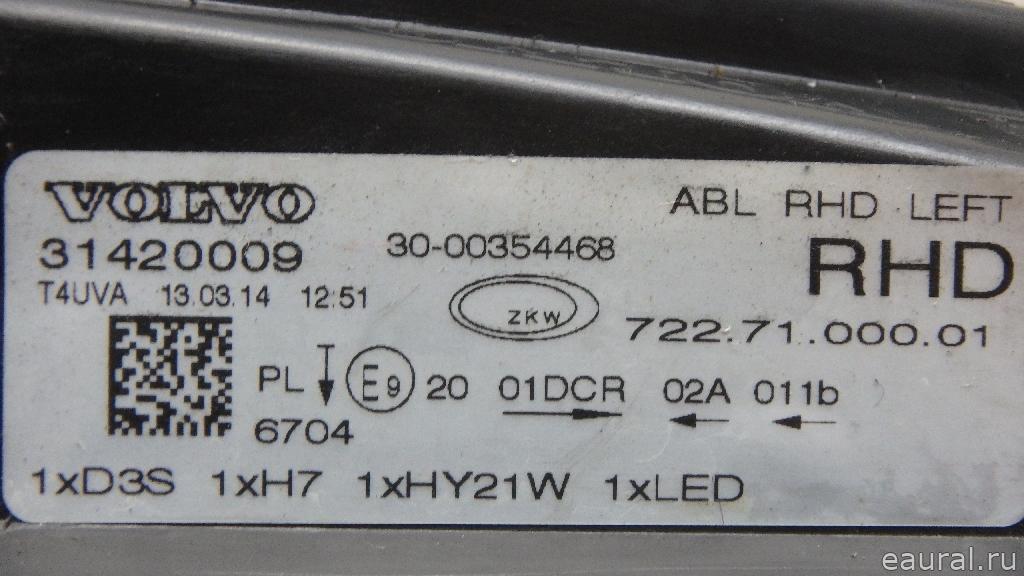 VOLVO
ABL RHD LEFT
31420009
30-00354468
RHD
T4UVA 13.03.14 12:51
ZKW
722.71.000.01
PL E9 20 01DCR 02A 011b
6704
1xD3S 1xH7 1xHY21W 1xLED
eaural.ru